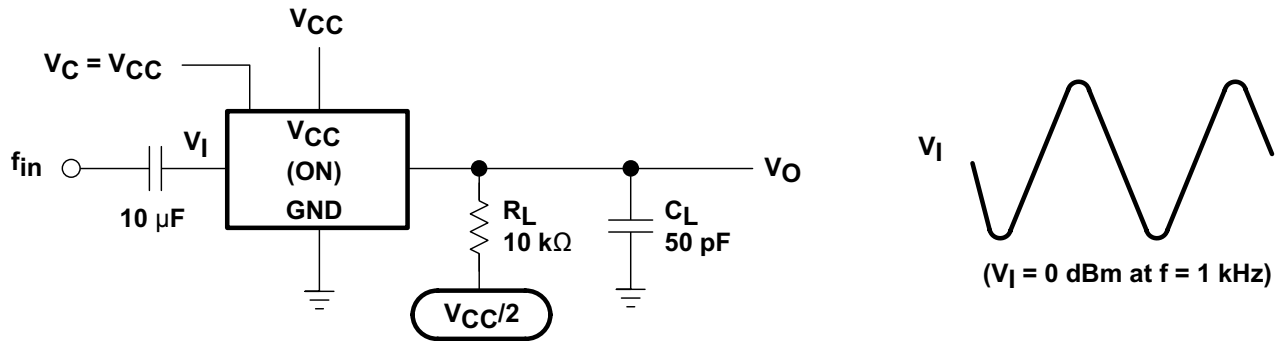 VCC
VC = VCC
VI
fin
10 µF
VCC
(ON)
GND
RL
10 kΩ
CL
50 pF
VO
VCC/2
VI
(VI = 0 dBm at f = 1 kHz)